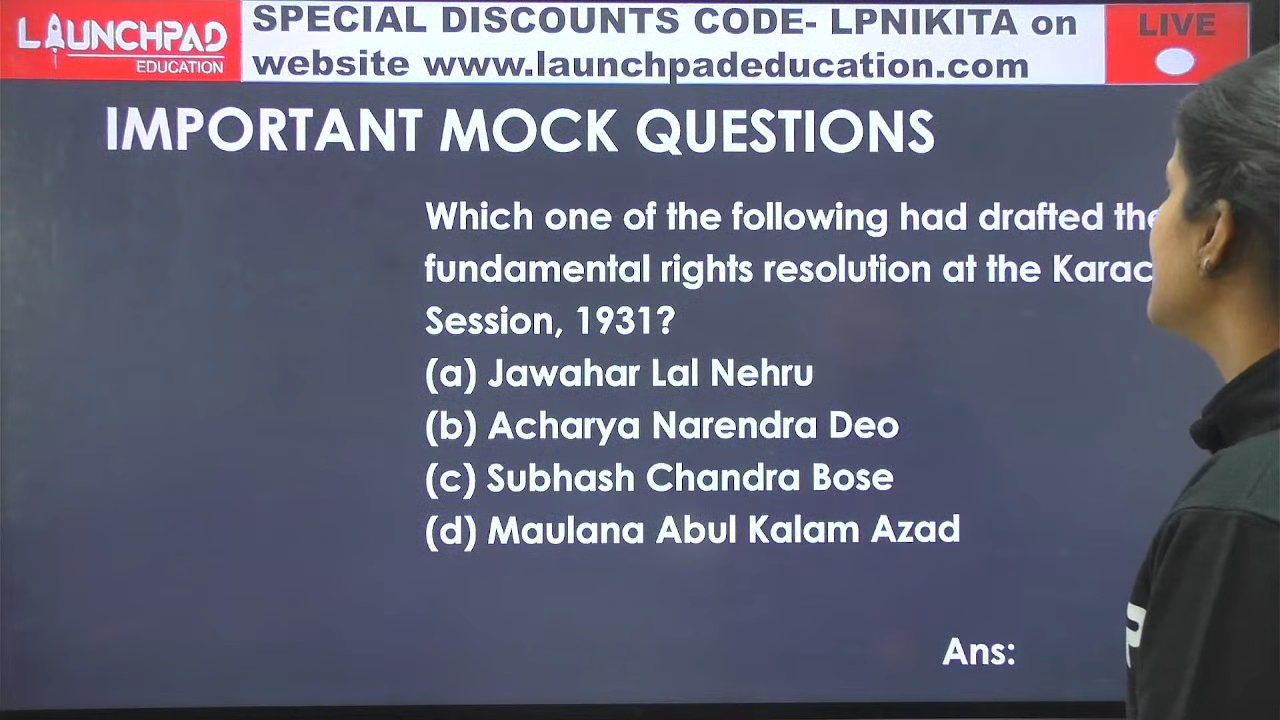 LAUNCHPAD
EDUCATION
SPECIAL DISCOUNTS CODE- LPNIKITA on
website www.launchpadeducation.com
LIVE
IMPORTANT MOCK QUESTIONS
Which one of the following had drafted the
fundamental rights resolution at the Karac
Session, 1931?
(a) Jawahar Lal Nehru
(b) Acharya Narendra Deo
(c) Subhash Chandra Bose
(d) Maulana Abul Kalam Azad
Ans: